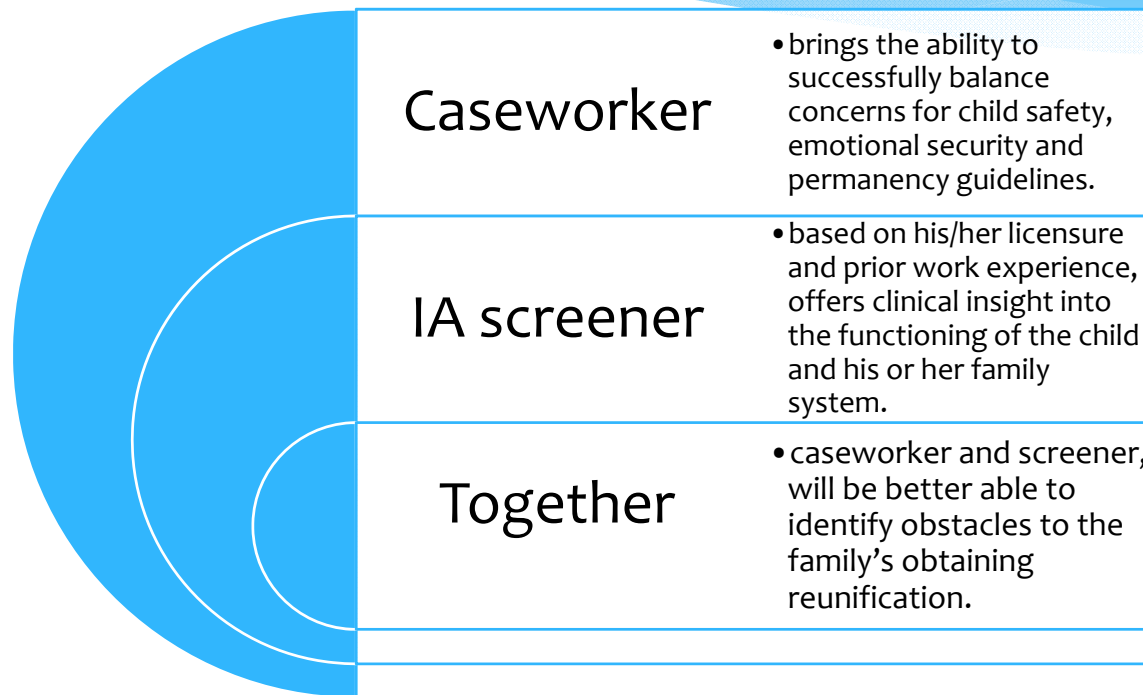 Caseworker
• brings the ability to
successfully balance
concerns for child safety,
emotional security and
permanency guidelines.
IA screener
• based on his/her licensure
and prior work experience,
offers clinical insight into
the functioning of the child
and his or her family
system.
Together
• caseworker and screener,
will be better able to
identify obstacles to the
family’s obtaining
reunification.